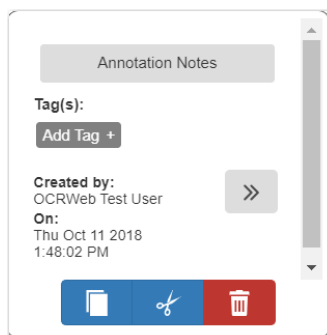 Annotation Notes
Tag(s):
Add Tag +
Created by:
OCRWeb Test User
On:
Thu Oct 11 2018
1:48:02 PM